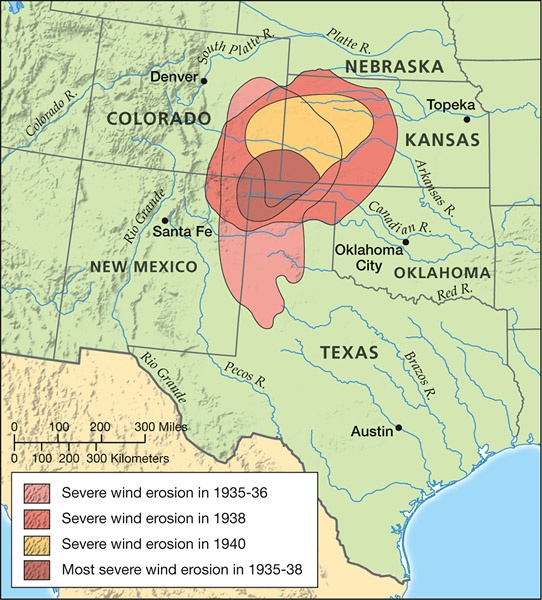 South Platte R.
Platte R.
NEBRASKA
Denver
Colorado R.
COLORADO
Topeka
KANSAS
Arkansas R.
Rio Grande
Santa Fe
Canadian R.
Oklahoma
City
NEW MEXICO
OKLAHOMA
Red R.
Rio Grande
Pecos R.
TEXAS
Brazos R.
Austin
0 100 200 300 Miles
0 100 200 300 Kilometers
Severe wind erosion in 1935-36
Severe wind erosion in 1938
Severe wind erosion in 1940
Most severe wind erosion in 1935-38